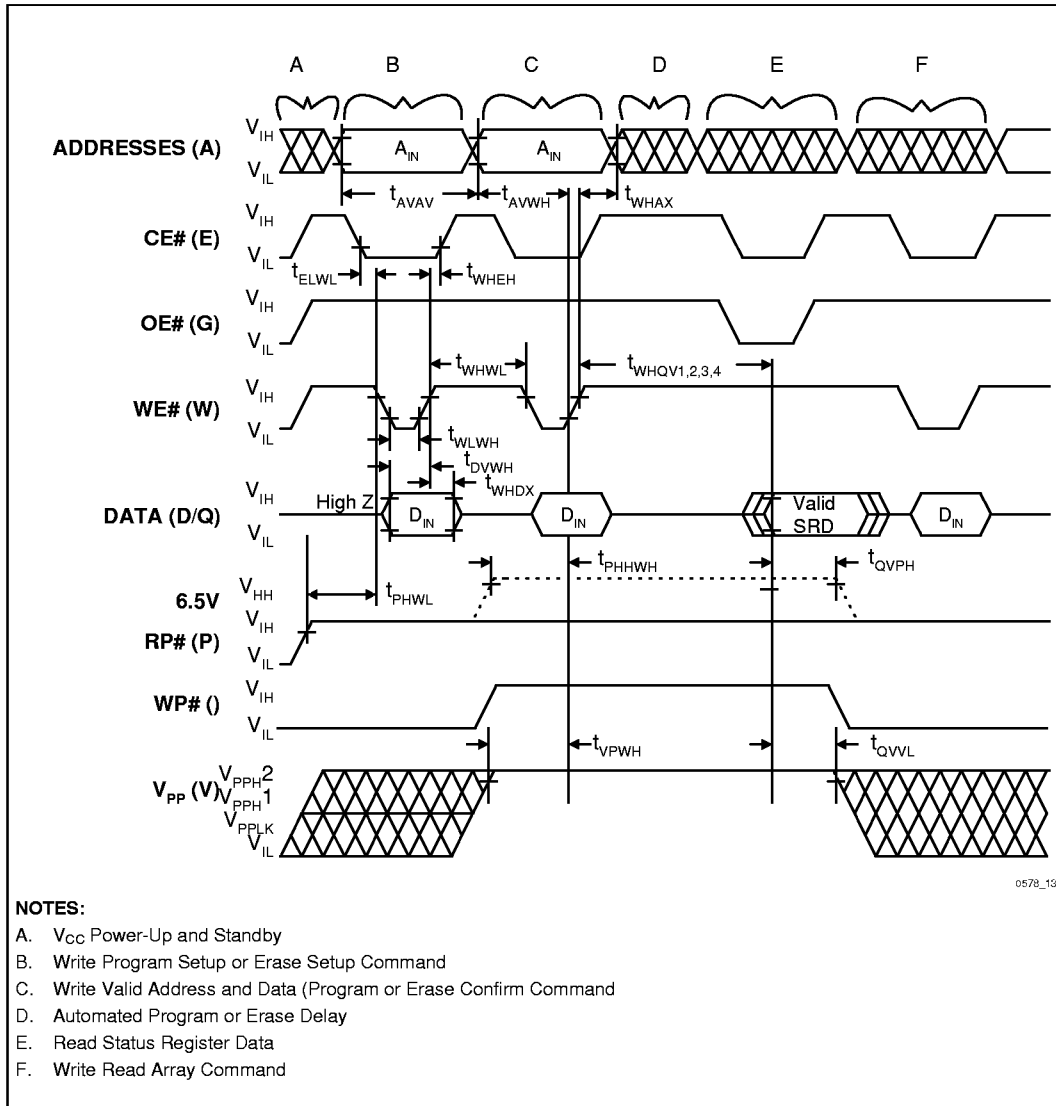 A B C D E F
ADDRESSES (A) V_IH V_IL A_IN A_IN
t_AVAV t_AVWH t_WHAX
CE# (E) V_IH V_IL
t_ELWL t_WHEH
OE# (G) V_IH V_IL
t_WHWL t_WHQV1,2,3,4
WE# (W) V_IH V_IL
t_WLWH
t_DVWH
t_WHDX
DATA (D/Q) V_IH V_IL High Z D_IN D_IN Valid SRD D_IN
t_PHHWH t_QVPH
6.5V V_HH
t_PHWL
RP# (P) V_IH V_IL
WP# () V_IH V_IL
t_VPWH t_QVVL
V_PP (V) V_PPH2 V_PPH1 V_PPLK V_IL
0578_13
NOTES:
A. V_CC Power-Up and Standby
B. Write Program Setup or Erase Setup Command
C. Write Valid Address and Data (Program or Erase Confirm Command
D. Automated Program or Erase Delay
E. Read Status Register Data
F. Write Read Array Command